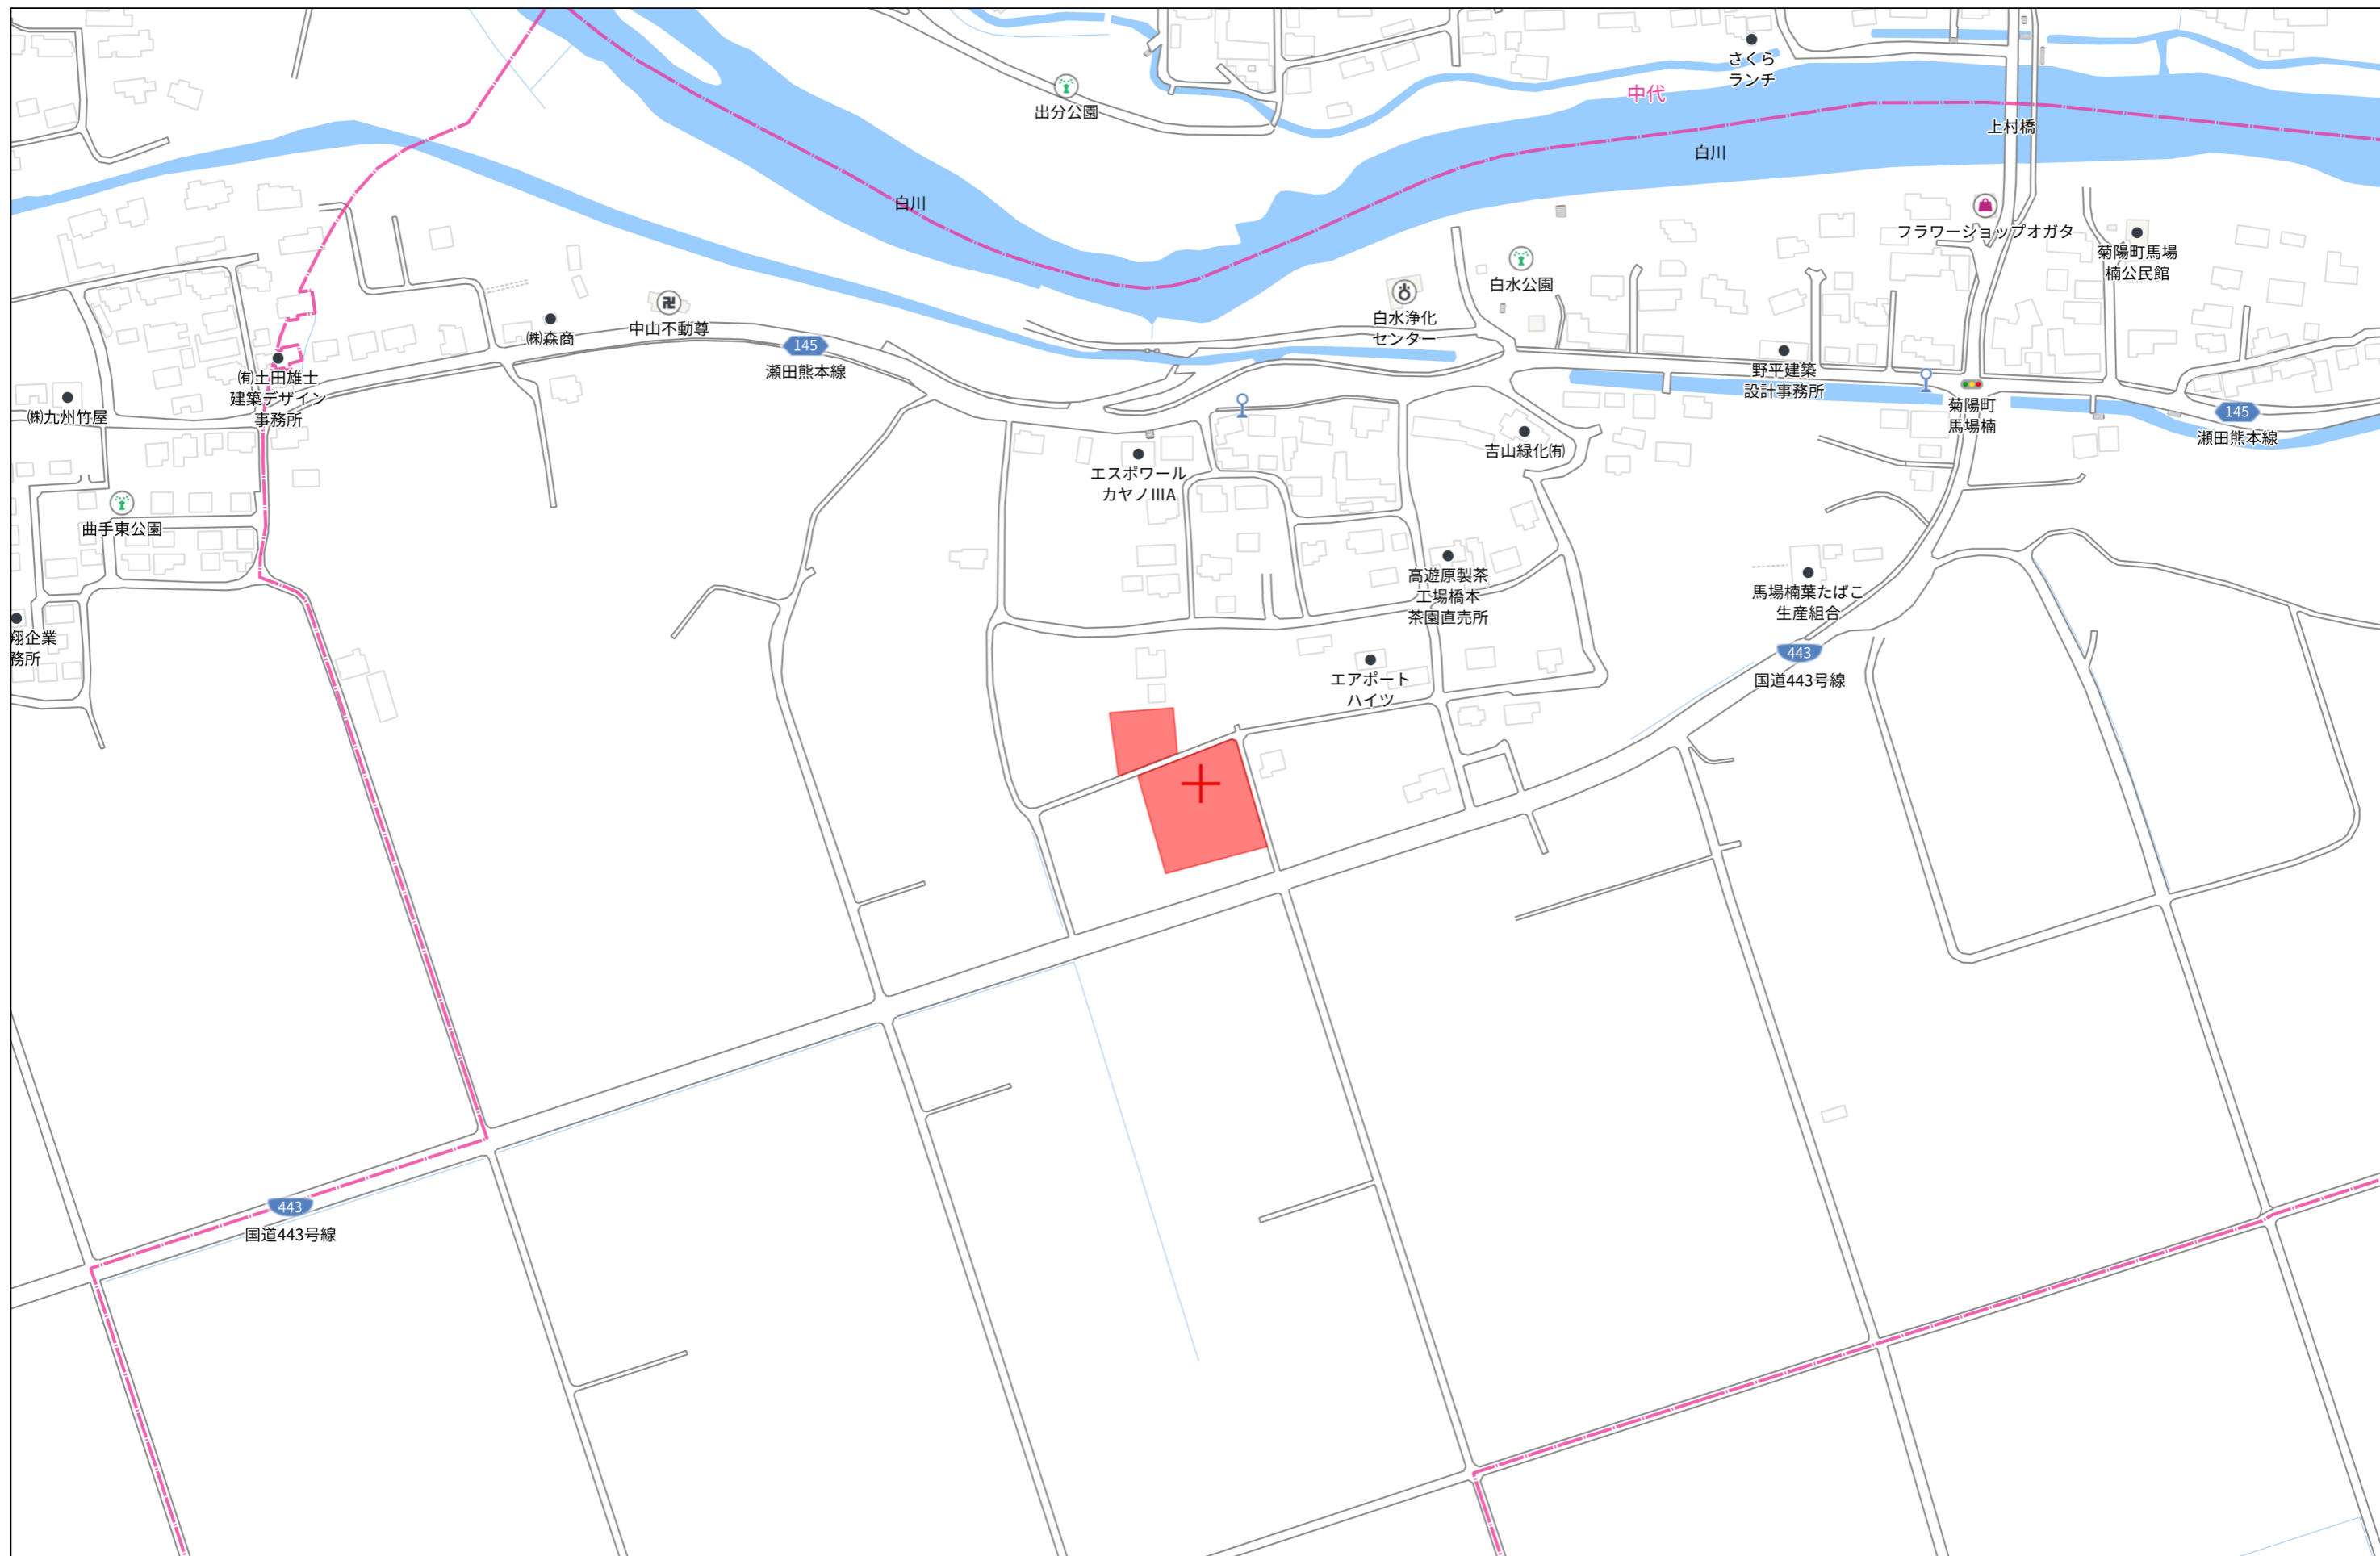 さくら
ランチ
中代
出分公園
上村橋
白川
白川
フラワーショップオガタ
菊陽町馬場
楠公民館
白水公園
白水浄化
センター
中山不動尊
㈱森商
145
瀬田熊本線
野平建築
設計事務所
㈲土田雄士
建築デザイン
事務所
㈱九州竹屋
菊陽町
馬場楠
145
瀬田熊本線
吉山緑化㈲
エスポワール
カヤノⅢA
曲手東公園
高遊原製茶
工場橋本
茶園直売所
馬場楠葉たばこ
生産組合
翔企業
務所
443
国道443号線
エアポート
ハイツ
443
国道443号線